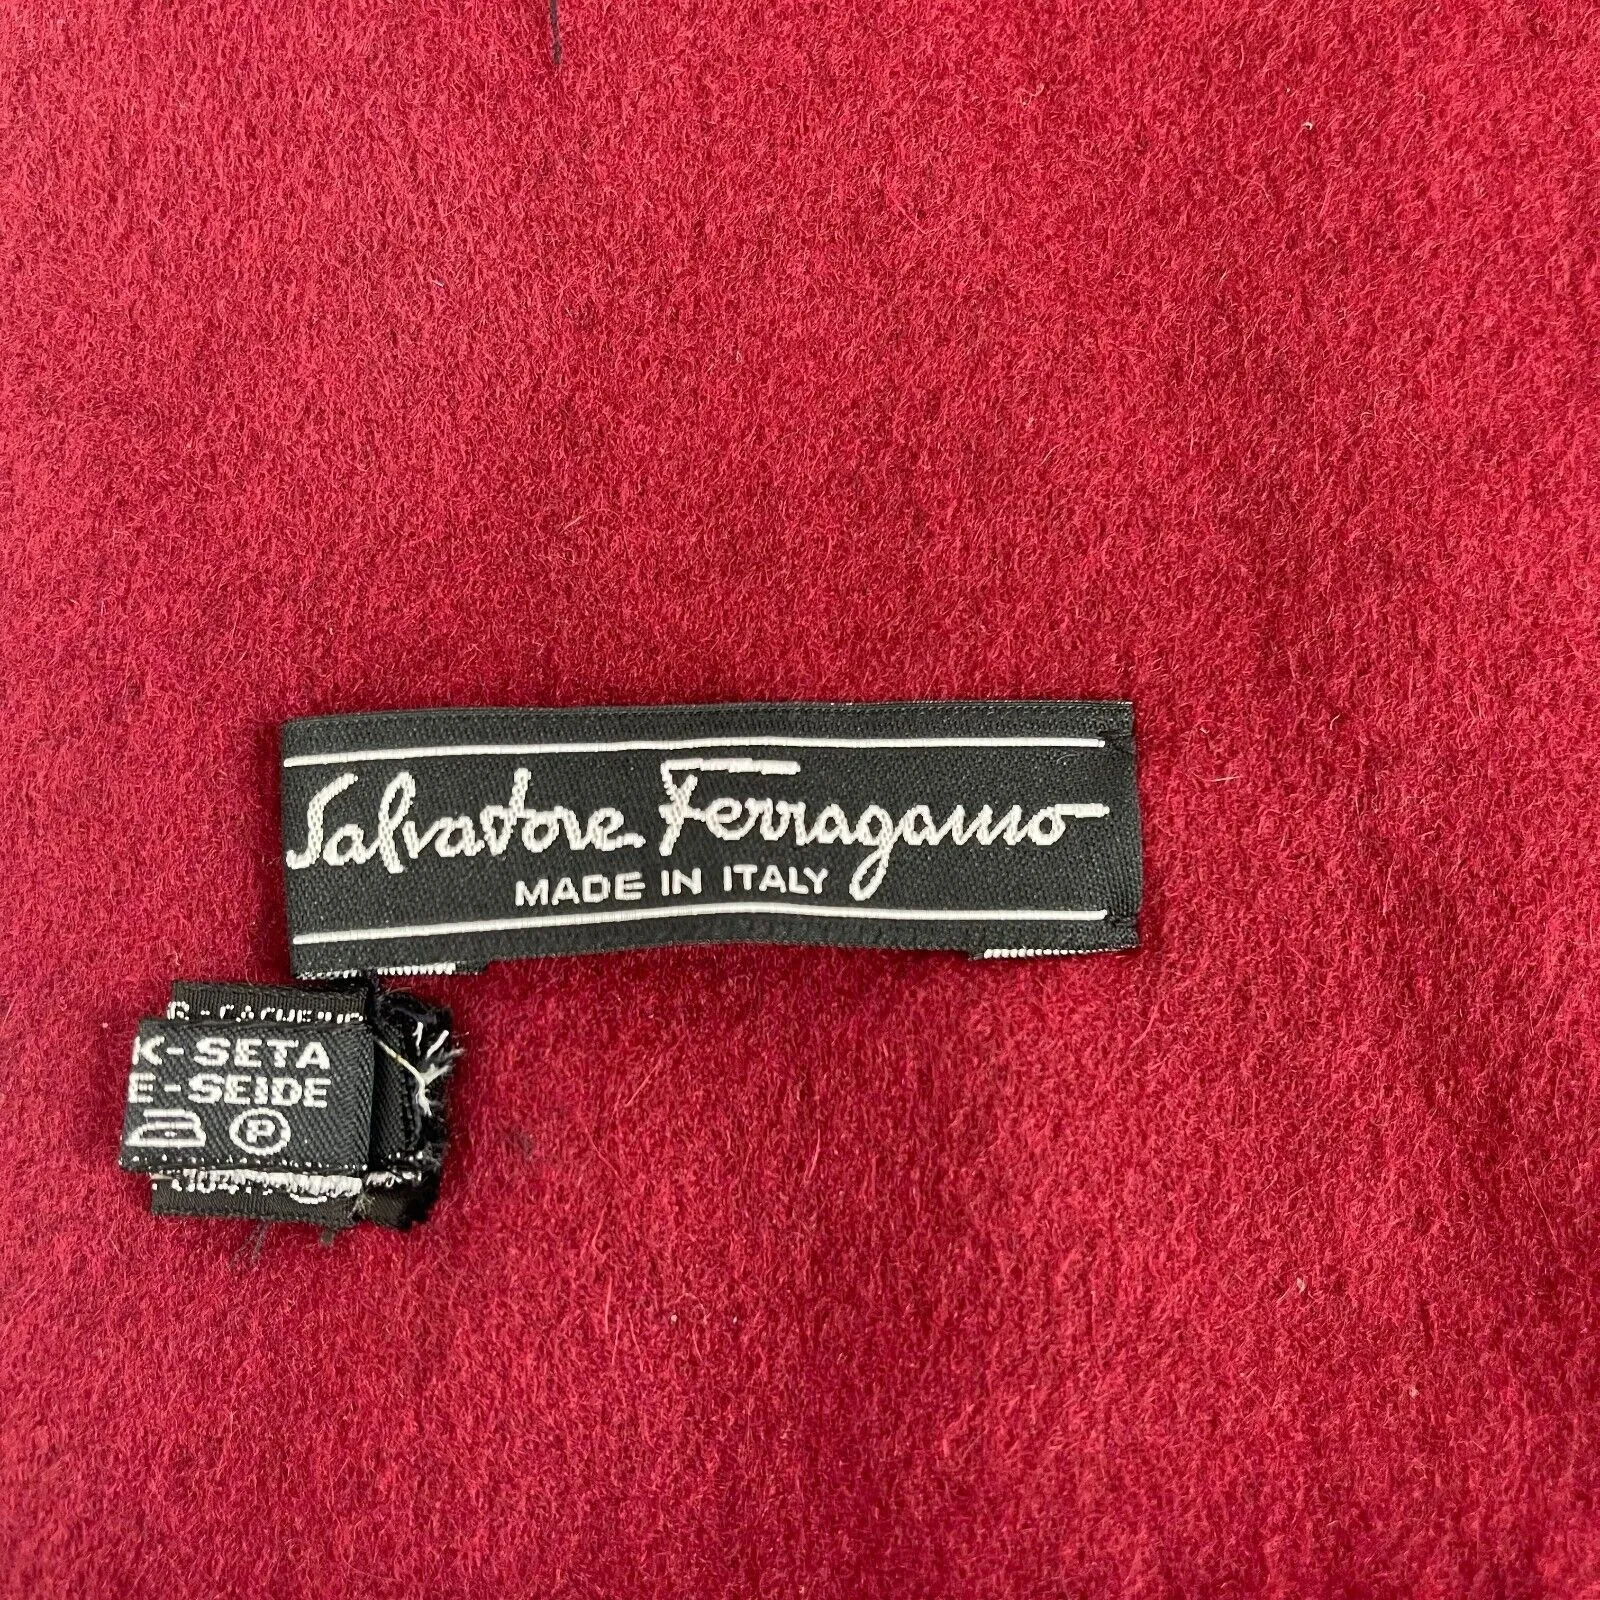 Salvatore Ferragamo
MADE IN ITALY
K-SETA
E-SEIDE
P